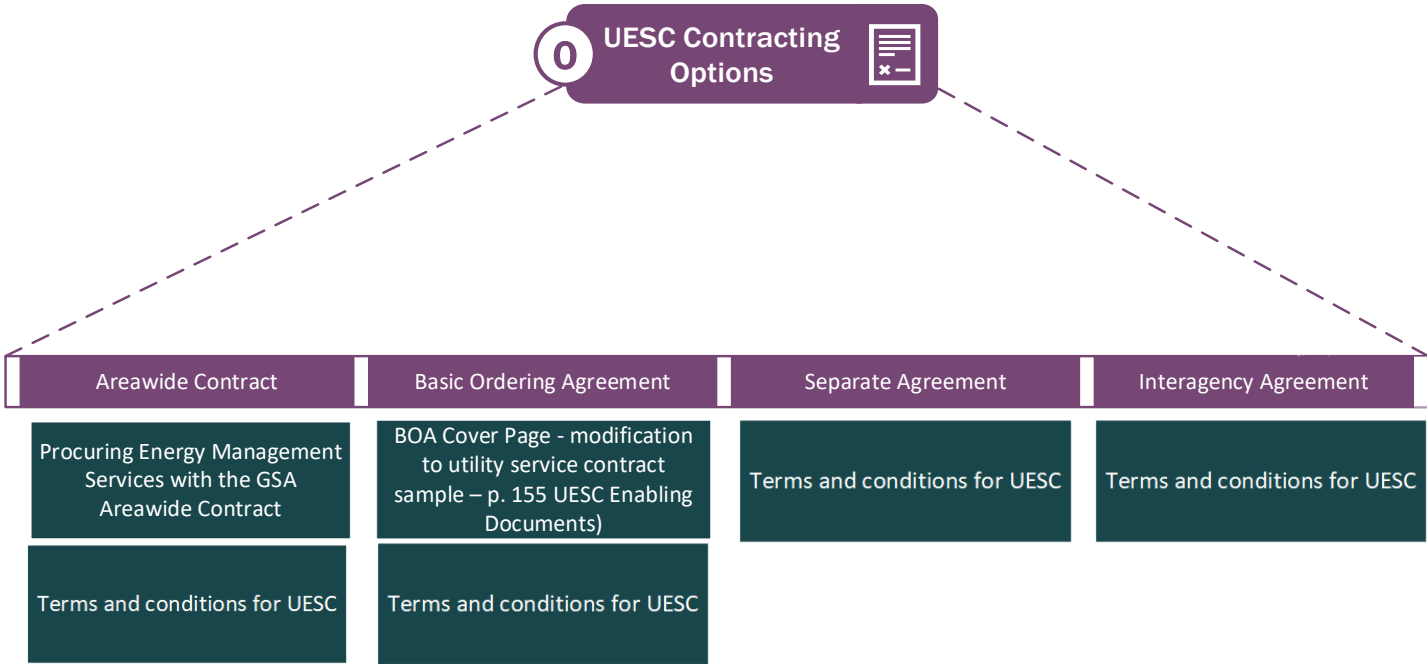 0
UESC Contracting
Options
Areawide Contract
Basic Ordering Agreement
Separate Agreement
Interagency Agreement
Procuring Energy Management
Services with the GSA
Areawide Contract
BOA Cover Page - modification
to utility service contract
sample – p. 155 UESC Enabling
Documents)
Terms and conditions for UESC
Terms and conditions for UESC
Terms and conditions for UESC
Terms and conditions for UESC